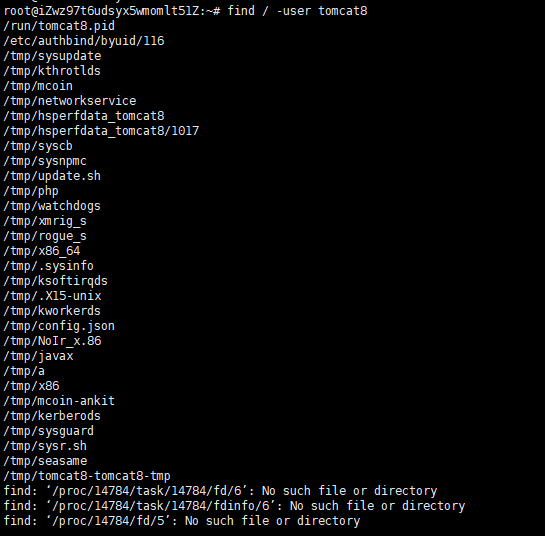 root@iZwz97t6udsyx5wmomlt51Z:~# find / -user tomcat8
/run/tomcat8.pid
/etc/authbind/byuid/116
/tmp/sysupdate
/tmp/kthrotlds
/tmp/mcoin
/tmp/networkservice
/tmp/hsperfdata_tomcat8
/tmp/hsperfdata_tomcat8/1017
/tmp/syscb
/tmp/sysnpmc
/tmp/update.sh
/tmp/php
/tmp/watchdogs
/tmp/xmrig_s
/tmp/rogue_s
/tmp/x86_64
/tmp/.sysinfo
/tmp/ksoftirqds
/tmp/.X15-unix
/tmp/kworkerds
/tmp/config.json
/tmp/NoIr_x.86
/tmp/javax
/tmp/a
/tmp/x86
/tmp/mcoin-ankit
/tmp/kerberods
/tmp/sysguard
/tmp/sysr.sh
/tmp/seasame
/tmp/tomcat8-tomcat8-tmp
find: ‘/proc/14784/task/14784/fd/6’: No such file or directory
find: ‘/proc/14784/task/14784/fdinfo/6’: No such file or directory
find: ‘/proc/14784/fd/5’: No such file or directory